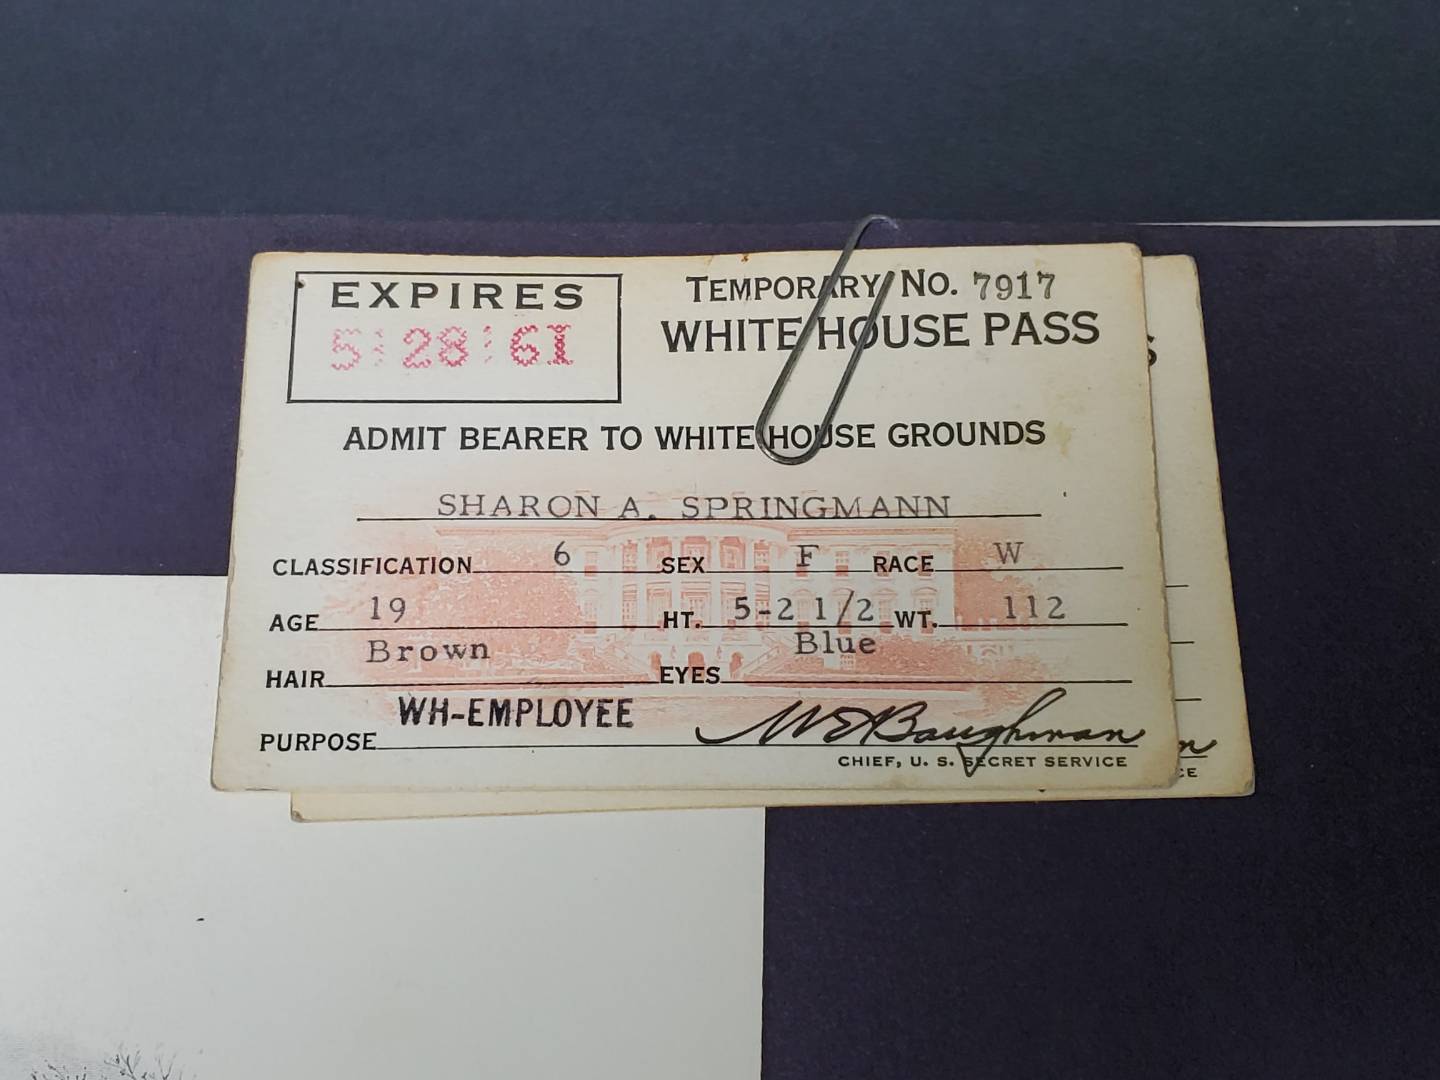 EXPIRES
5 28 61
TEMPORARY NO. 7917
WHITE HOUSE PASS
ADMIT BEARER TO WHITE HOUSE GROUNDS
SHARON A. SPRINGMANN
CLASSIFICATION 6 SEX F RACE W
AGE 19 HT. 5-2 1/2 WT. 112
HAIR Brown EYES Blue
PURPOSE WH-EMPLOYEE
W E Baughman
CHIEF, U. S. SECRET SERVICE
S
n
CE